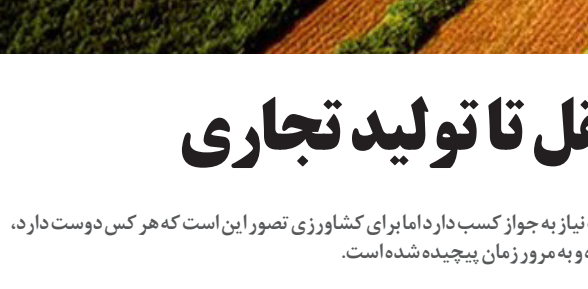 تا تولید تجاری
نیاز به جواز کسب دارد اما برای کشاورزی تصور این است که هر کس دوست دارد،
و به مرور زمان پیچیده شده است.